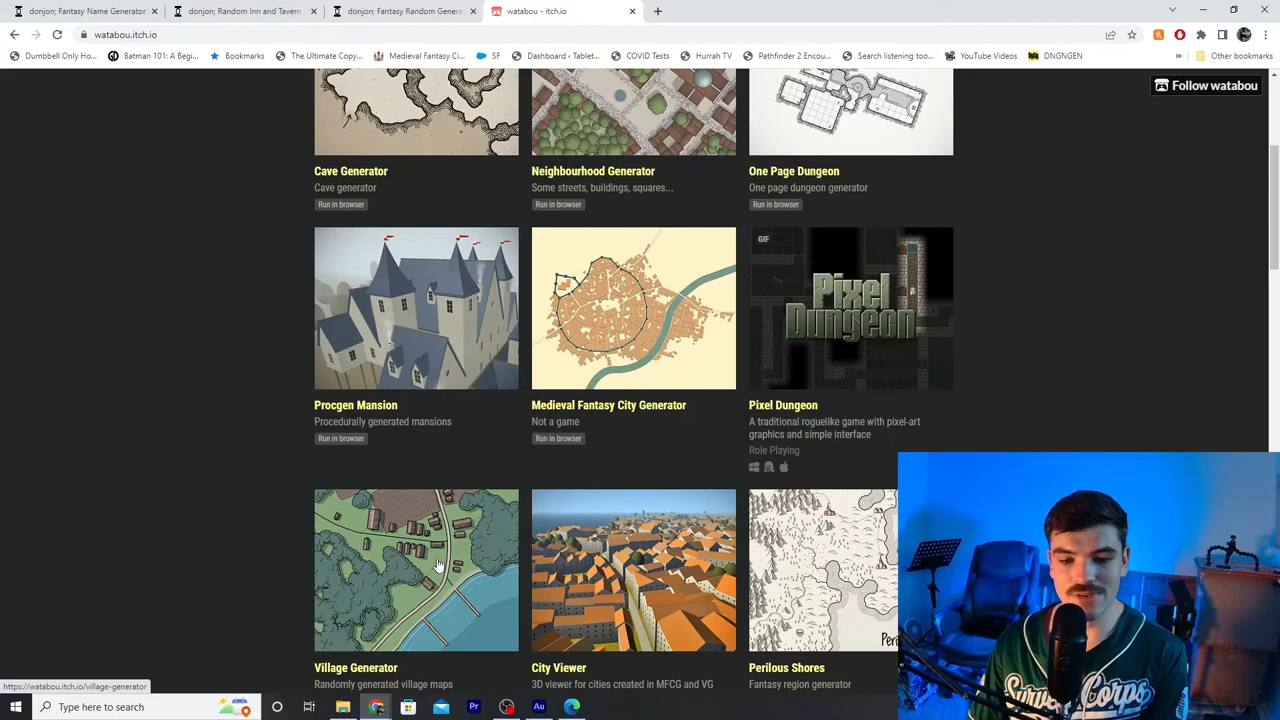 donjon; Fantasy Name Generator
donjon; Random Inn and Tavern
donjon; Fantasy Random Genera
watabou - itch.io
watabou.itch.io
Dumbbell Only Ho...
Batman 101: A Begi...
Bookmarks
The Ultimate Copy...
Medieval Fantasy Ci...
SF
Dashboard ‹ Tablet...
COVID Tests
Hurrah TV
Pathfinder 2 Encou...
Search listening too...
YouTube Videos
DNGNGEN
Other bookmarks
Follow watabou
Cave Generator
Cave generator
Run in browser
Neighbourhood Generator
Some streets, buildings, squares...
Run in browser
One Page Dungeon
One page dungeon generator
Run in browser
Procgen Mansion
Procedurally generated mansions
Run in browser
Medieval Fantasy City Generator
Not a game
Run in browser
GIF
Pixel
Dungeon
Pixel Dungeon
A traditional roguelike game with pixel-art
graphics and simple interface
Role Playing
Village Generator
Randomly generated village maps
City Viewer
3D viewer for cities created in MFCG and VG
Peri
Perilous Shores
Fantasy region generator
Survey Corps
https://watabou.itch.io/village-generator
Type here to search
Pr
Au